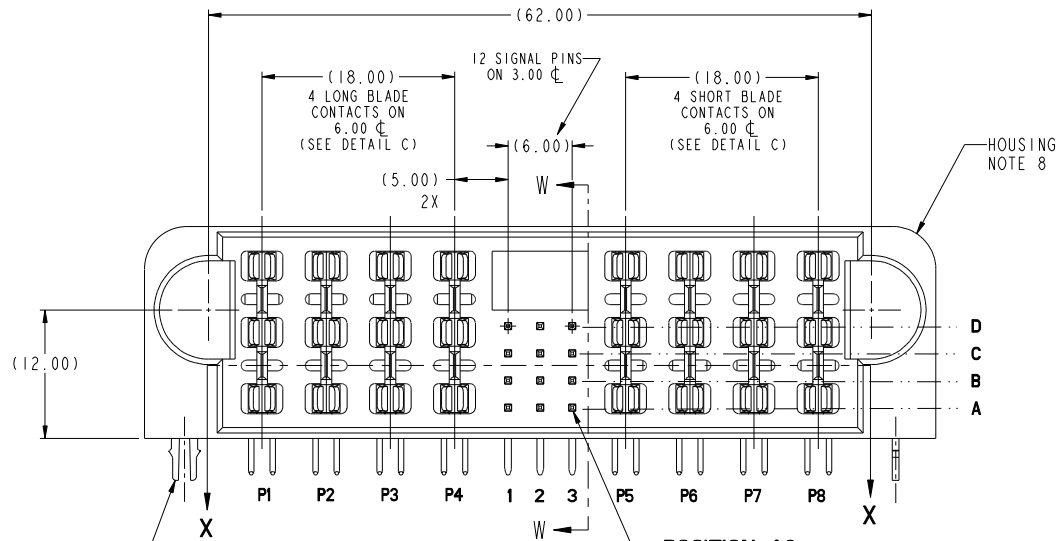 (62.00)
12 SIGNAL PINS
ON 3.00 ℄
(18.00)
4 LONG BLADE
CONTACTS ON
6.00 ℄
(SEE DETAIL C)
(18.00)
4 SHORT BLADE
CONTACTS ON
6.00 ℄
(SEE DETAIL C)
(6.00)
HOUSING
NOTE 8
(5.00)
2X
W
D
C
(12.00)
B
A
P1 P2 P3 P4 1 2 3 P5 P6 P7 P8
X
X
W